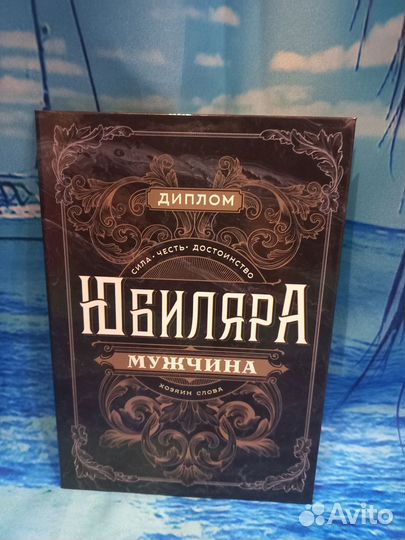 ДИПЛОМ
СИЛА • ЧЕСТЬ • ДОСТОИНСТВО
ЮБИЛЯРА
МУЖЧИНА
ХОЗЯИН СЛОВА
Avito